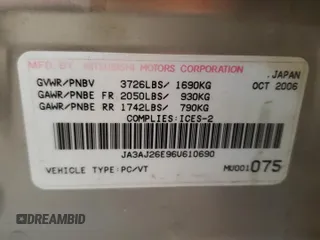 MFD. BY MITSUBISHI MOTORS CORPORATION
JAPAN
GVWR/PNBV 3726LBS/ 1690KG OCT 2006
GAWR/PNBE FR 2050LBS/ 930KG
GAWR/PNBE RR 1742LBS/ 790KG
COMPLIES:ICES-2
JA3AJ26E96U610690
VEHICLE TYPE:PC/VT MU001075
© DREAMBID